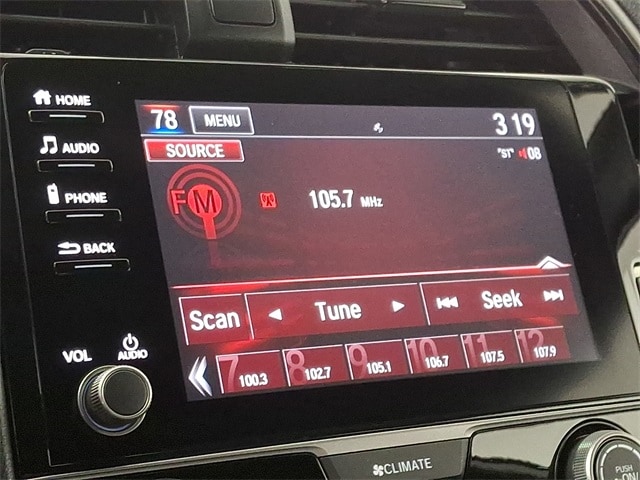 HOME
AUDIO
PHONE
BACK
VOL AUDIO
78 MENU 3 19
SOURCE "ST" 08
FM 105.7 MHz
Scan Tune Seek
7 8 9 10 11 12
100.3 102.7 105.1 106.7 107.5 107.9
CLIMATE
PUSH
ON/